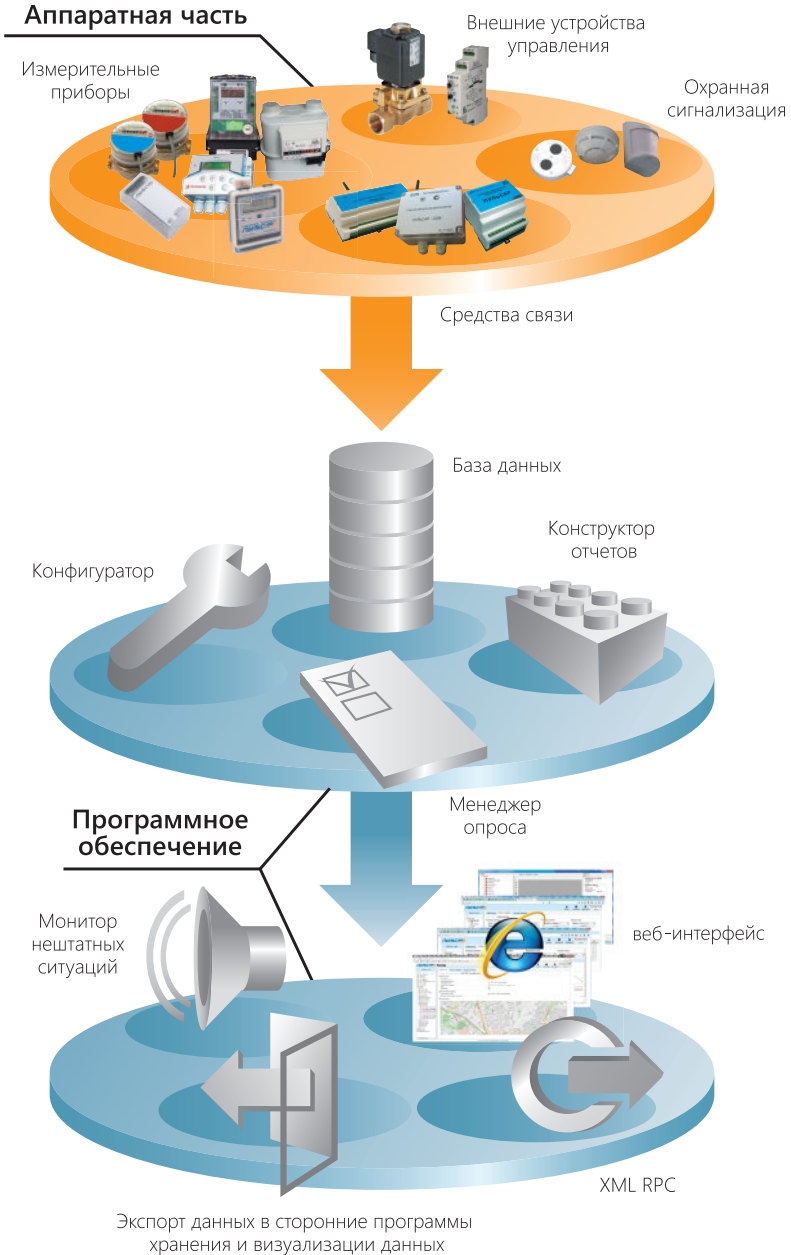 Аппаратная часть
Внешние устройства
управления
Измерительные
приборы
Охранная
сигнализация
Средства связи
База данных
Конструктор
отчетов
Конфигуратор
Менеджер
опроса
Программное
обеспечение
Монитор
нештатных
ситуаций
веб-интерфейс
XML RPC
Экспорт данных в сторонние программы
хранения и визуализации данных